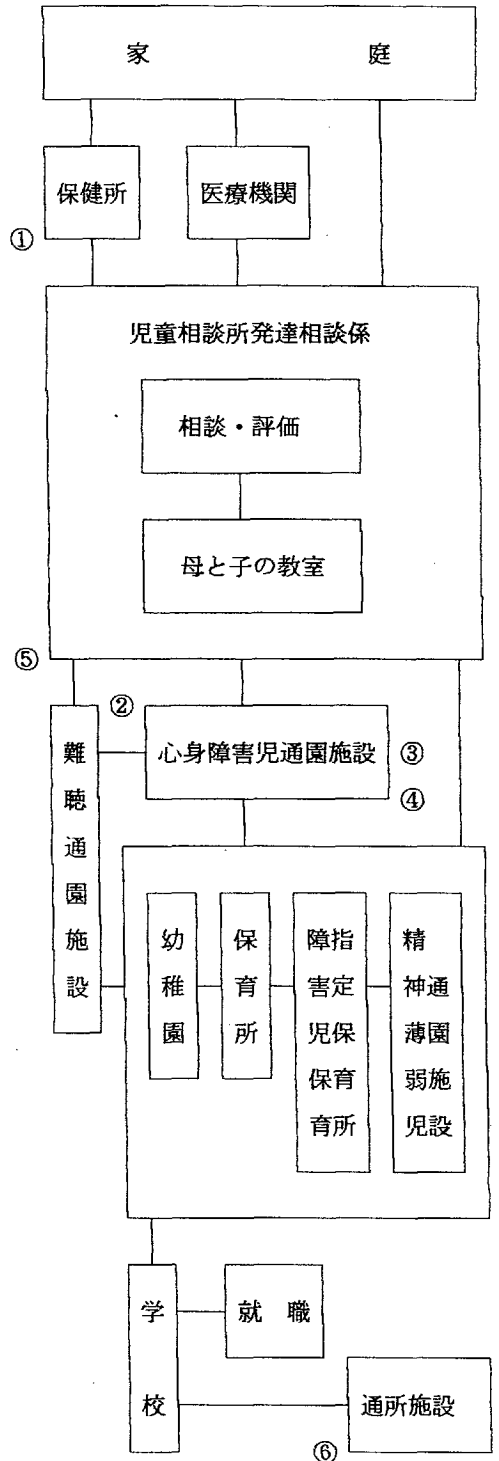 家 庭
保健所
医療機関
①
児童相談所発達相談係
相談・評価
母と子の教室
⑤
②
難聴通園施設
心身障害児通園施設
③
④
幼稚園
保育所
障害児保育
指定保育所
精神薄弱児
通園施設
学校
就 職
通所施設
⑥